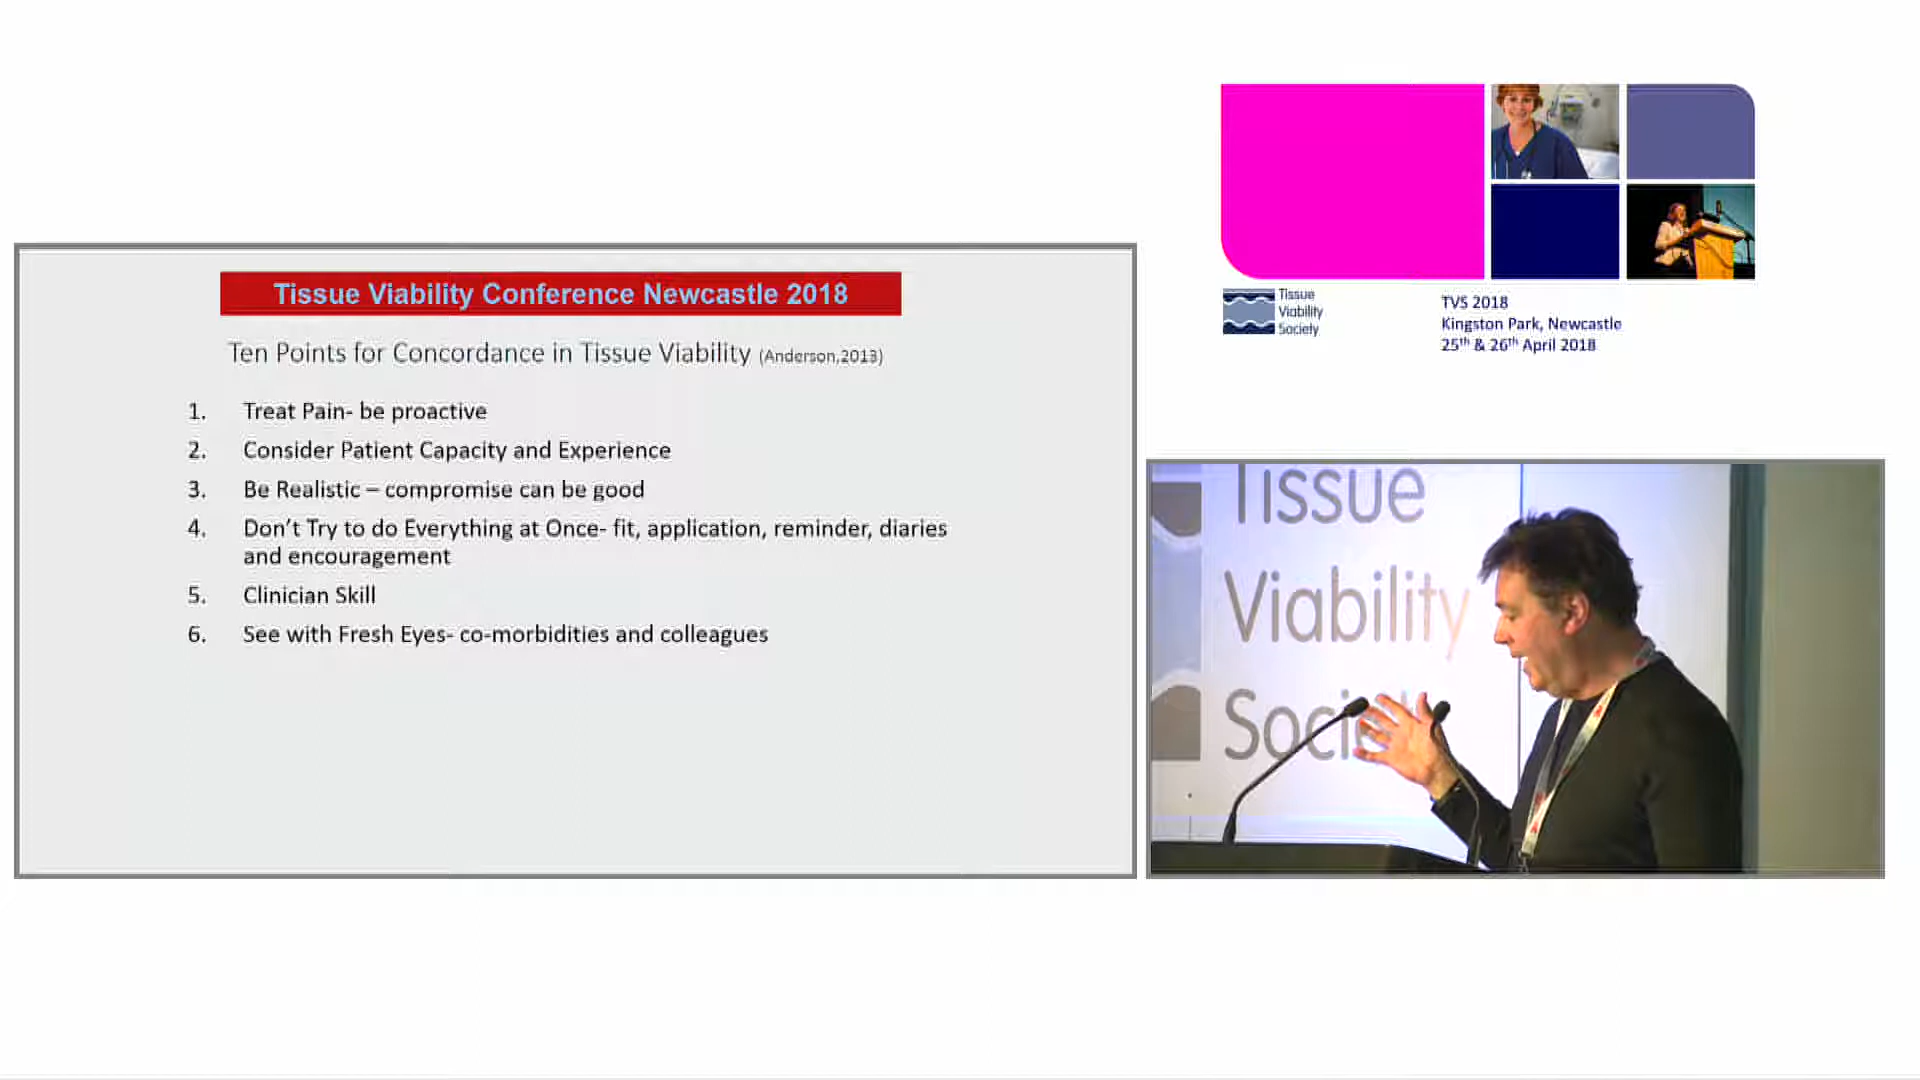 Tissue Viability Conference Newcastle 2018
Ten Points for Concordance in Tissue Viability (Anderson,2013)
1. Treat Pain- be proactive
2. Consider Patient Capacity and Experience
3. Be Realistic – compromise can be good
4. Don't Try to do Everything at Once- fit, application, reminder, diaries
and encouragement
5. Clinician Skill
6. See with Fresh Eyes- co-morbidities and colleagues
Tissue
Viability
Society
TVS 2018
Kingston Park, Newcastle
25th & 26th April 2018
Tissue
Viability
Society